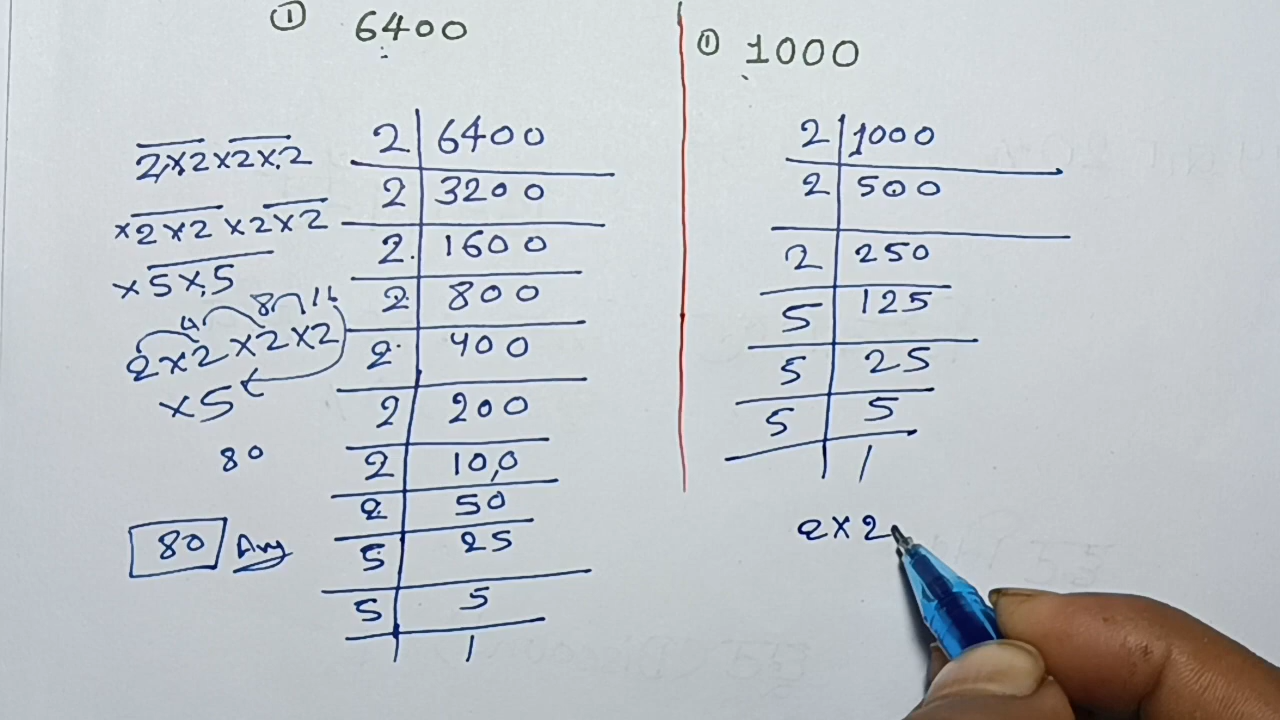 ① 6400
2 × 2 × 2 × 2
× 2 × 2 × 2 × 2
× 5 × 5
4 8 16
2 × 2 × 2 × 2
× 5
80
80 Ans
2 | 6400
2 | 3200
2 | 1600
2 | 800
2 | 400
2 | 200
2 | 100
2 | 50
5 | 25
5 | 5
1
① 1000
2 | 1000
2 | 500
2 | 250
5 | 125
5 | 25
5 | 5
1
2 × 2